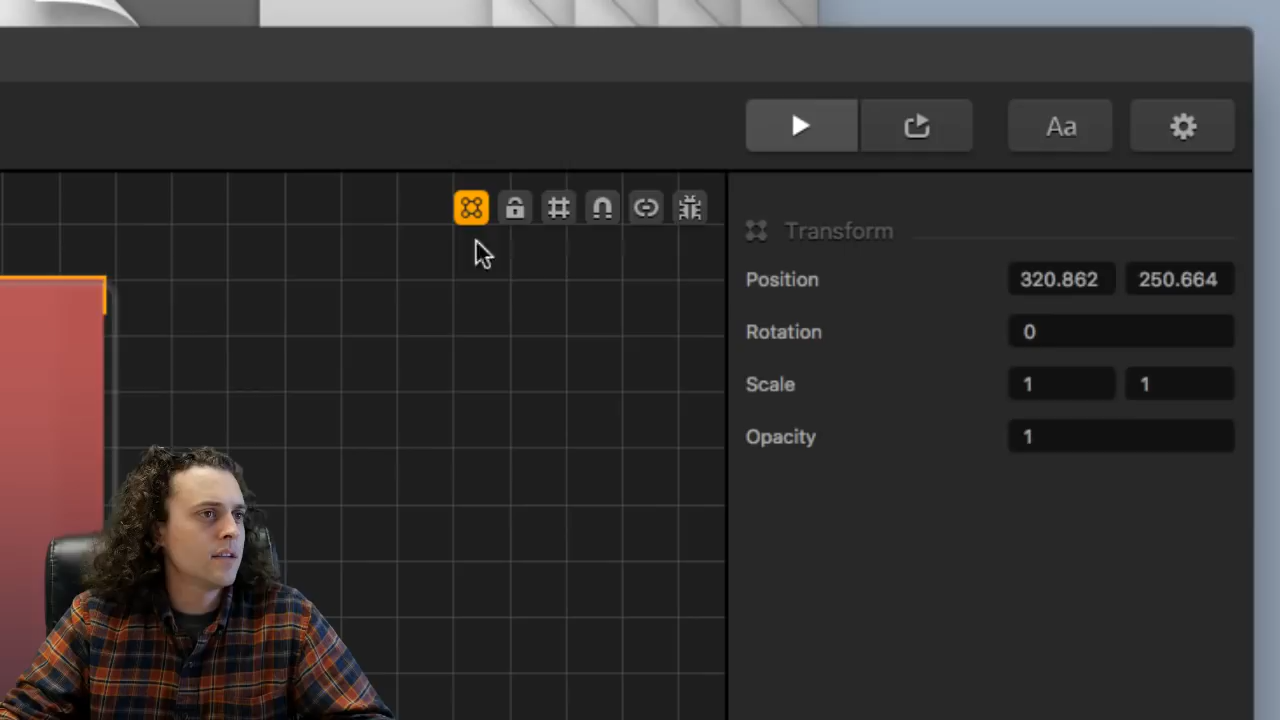 Aa
Transform
Position 320.862 250.664
Rotation 0
Scale 1 1
Opacity 1